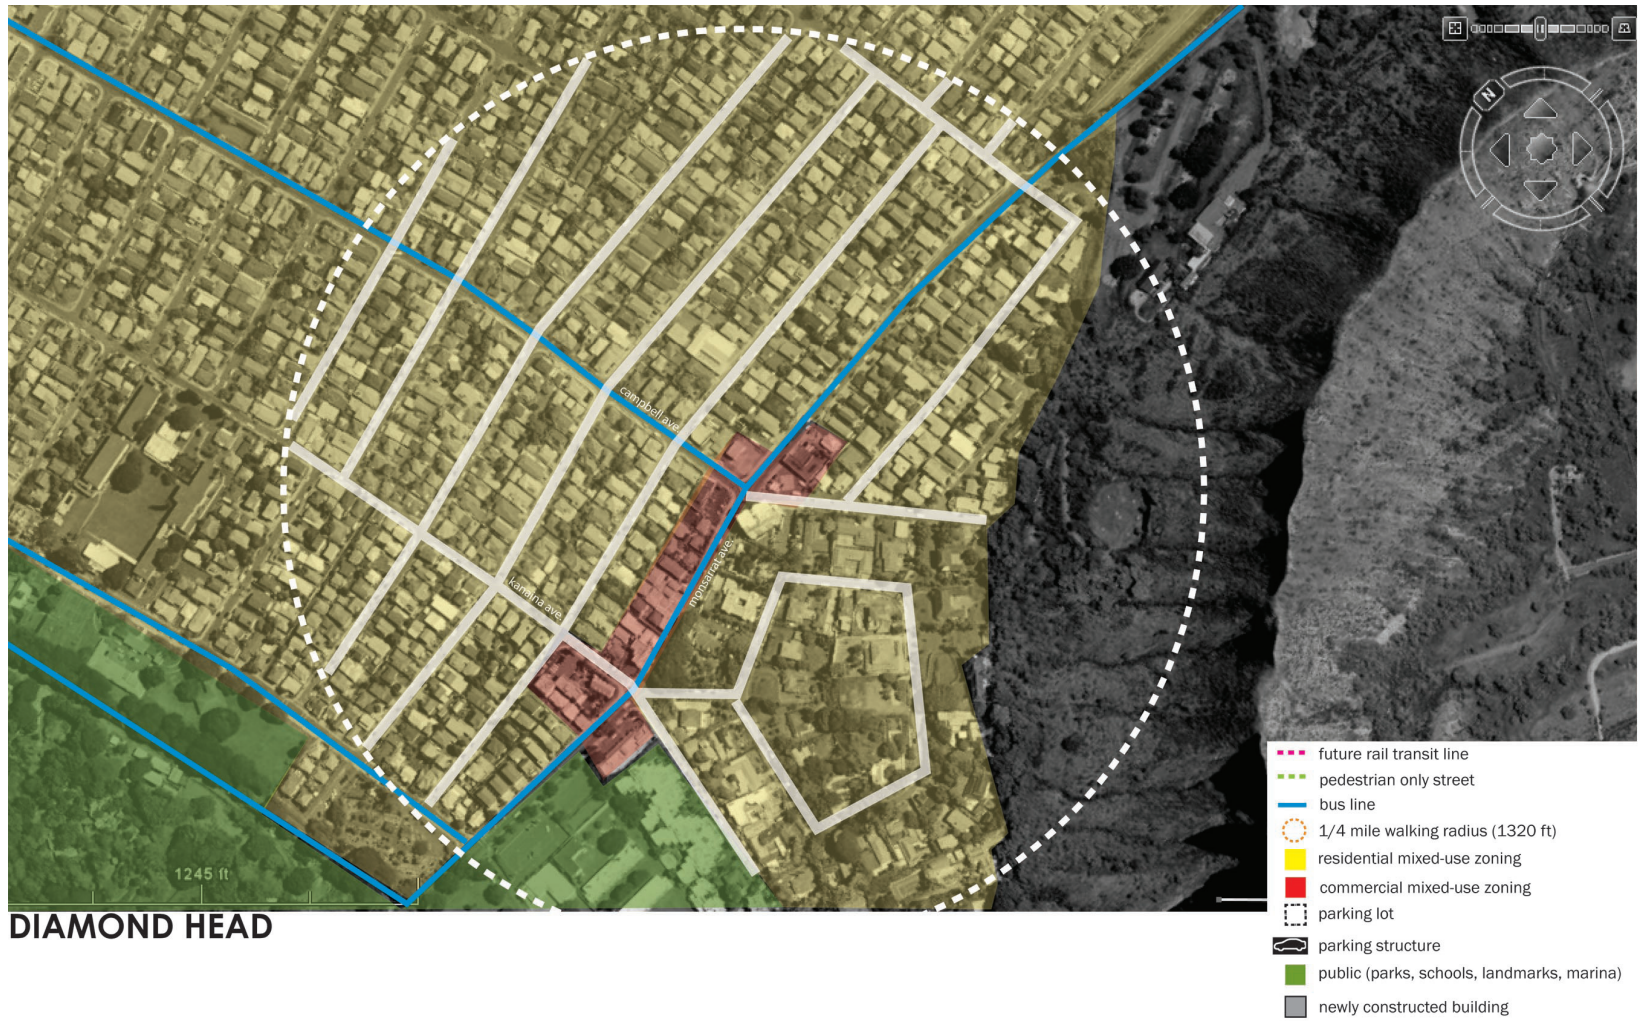 N
campbell ave.
kanaina ave.
monsarrat ave.
1245 ft
DIAMOND HEAD
future rail transit line
pedestrian only street
bus line
1/4 mile walking radius (1320 ft)
residential mixed-use zoning
commercial mixed-use zoning
parking lot
parking structure
public (parks, schools, landmarks, marina)
newly constructed building